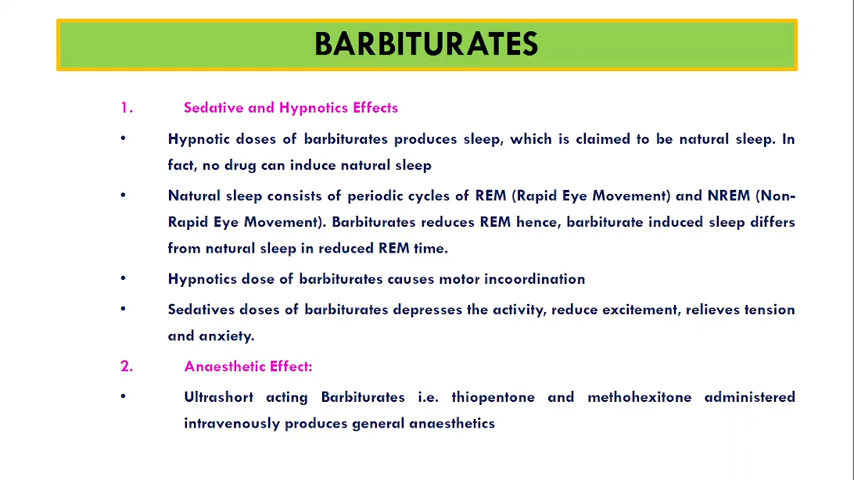 BARBITURATES
1. Sedative and Hypnotics Effects
• Hypnotic doses of barbiturates produces sleep, which is claimed to be natural sleep. In
fact, no drug can induce natural sleep
• Natural sleep consists of periodic cycles of REM (Rapid Eye Movement) and NREM (Non-
Rapid Eye Movement). Barbiturates reduces REM hence, barbiturate induced sleep differs
from natural sleep in reduced REM time.
• Hypnotics dose of barbiturates causes motor incoordination
• Sedatives doses of barbiturates depresses the activity, reduce excitement, relieves tension
and anxiety.
2. Anaesthetic Effect:
• Ultrashort acting Barbiturates i.e. thiopentone and methohexitone administered
intravenously produces general anaesthetics